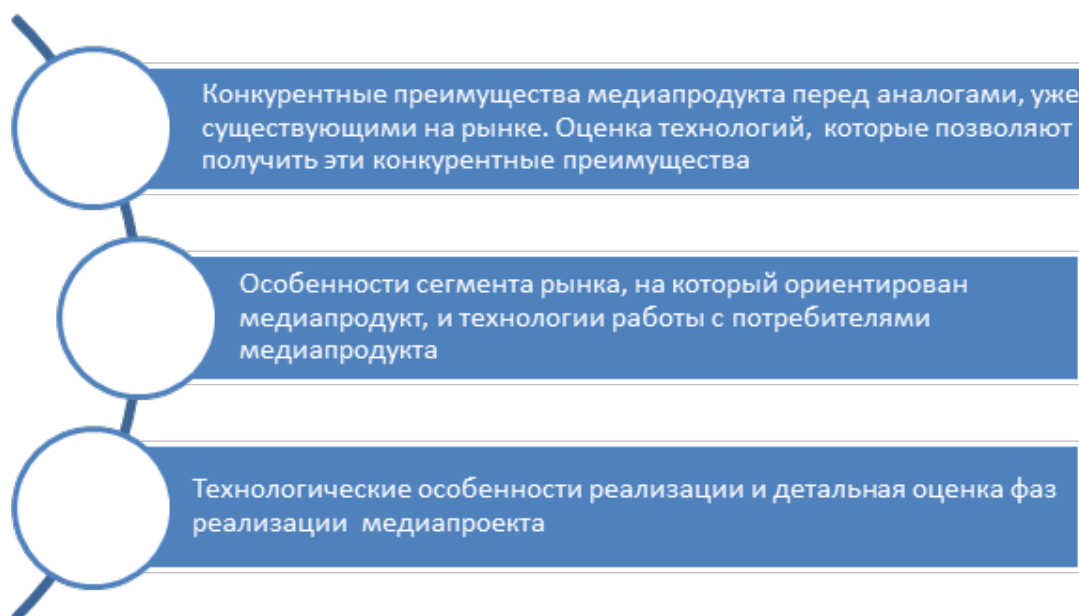 Конкурентные преимущества медиапродукта перед аналогами, уже
существующими на рынке. Оценка технологий, которые позволяют
получить эти конкурентные преимущества
Особенности сегмента рынка, на который ориентирован
медиапродукт, и технологии работы с потребителями
медиапродукта
Технологические особенности реализации и детальная оценка фаз
реализации медиапроекта